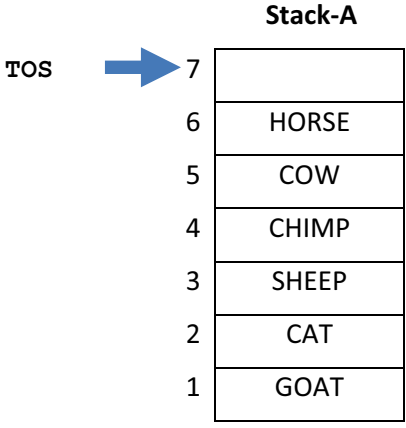 Stack-A
TOS 7
6 HORSE
5 COW
4 CHIMP
3 SHEEP
2 CAT
1 GOAT